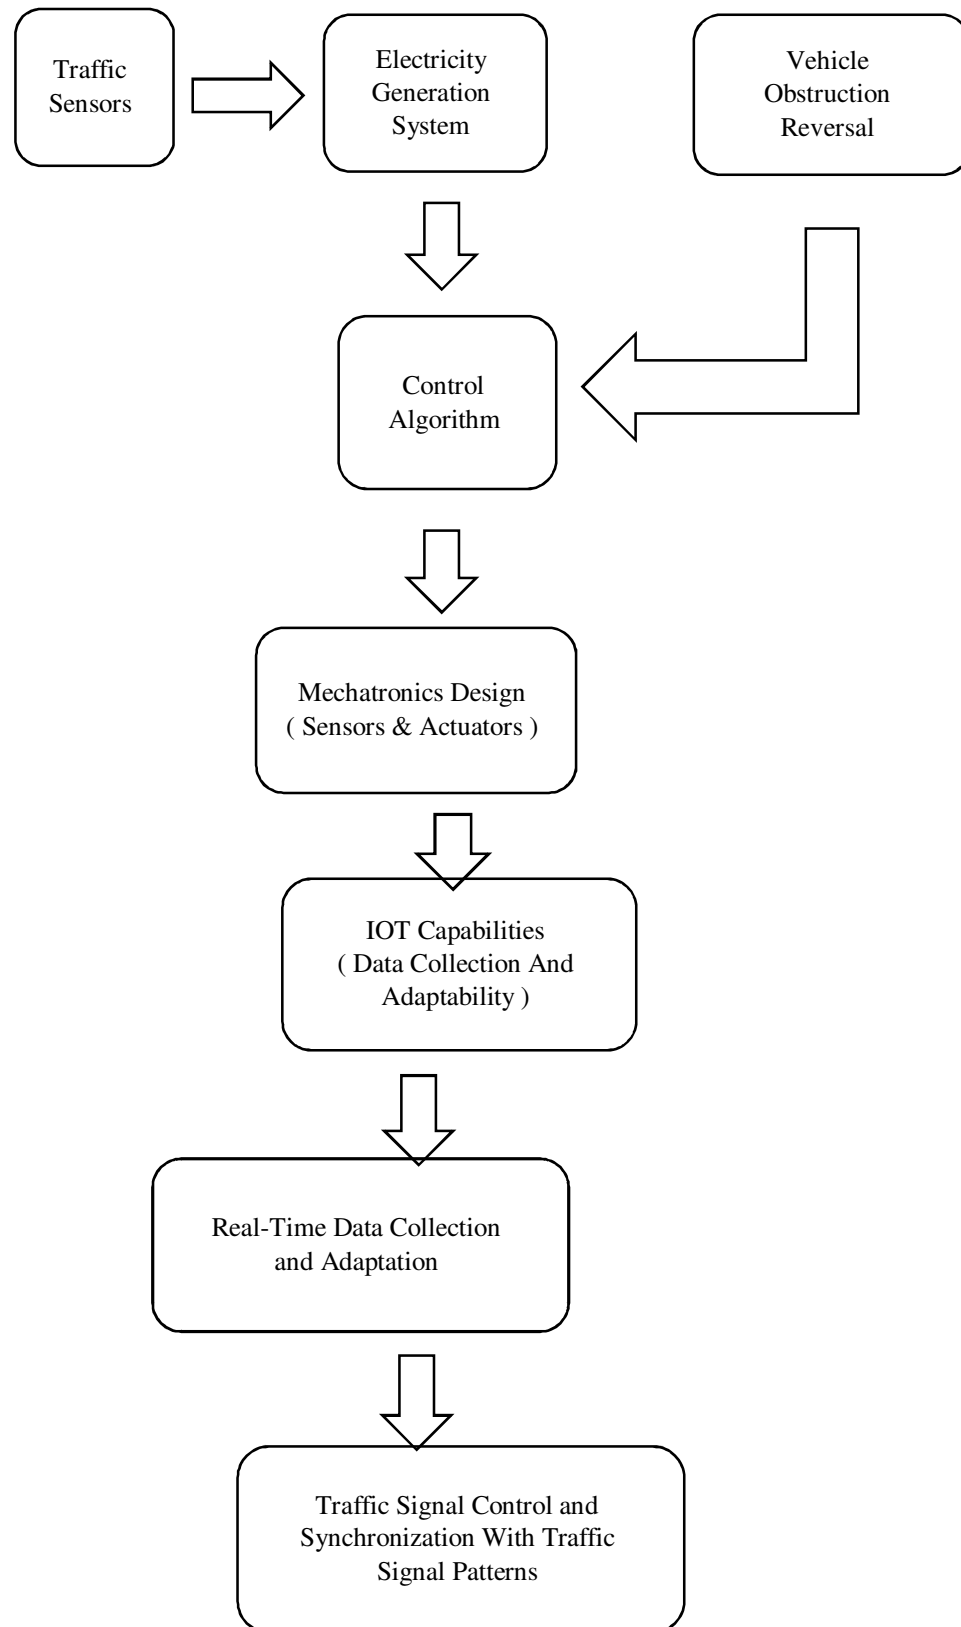 Traffic
Sensors
Electricity
Generation
System
Vehicle
Obstruction
Reversal
Control
Algorithm
Mechatronics Design
( Sensors & Actuators )
IOT Capabilities
( Data Collection And
Adaptability )
Real-Time Data Collection
and Adaptation
Traffic Signal Control and
Synchronization With Traffic
Signal Patterns